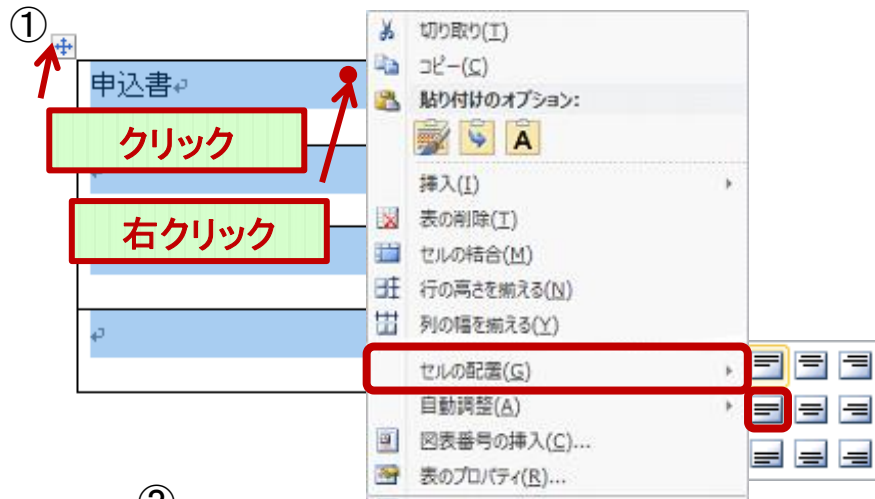 ①
申込書
クリック
右クリック
切り取り(T)
コピー(C)
貼り付けのオプション:
A
挿入(I)
表の削除(T)
セルの結合(M)
行の高さを揃える(N)
列の幅を揃える(Y)
セルの配置(G)
自動調整(A)
図表番号の挿入(C)...
表のプロパティ(R)...